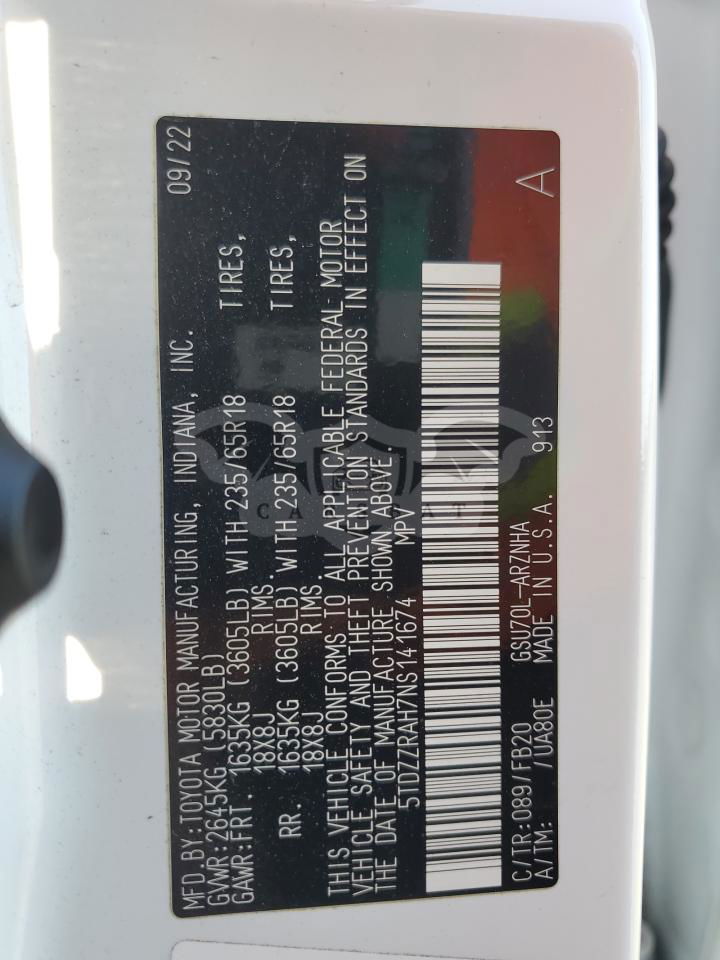 MFD.BY:TOYOTA MOTOR MANUFACTURING, INDIANA, INC. 09/22
GVWR:2645KG (5830LB)
GAWR:FRT. 1635KG (3605LB) WITH 235/65R18 TIRES,
18X8J RIMS.
RR. 1635KG (3605LB) WITH 235/65R18 TIRES,
18X8J RIMS.
THIS VEHICLE CONFORMS TO ALL APPLICABLE FEDERAL MOTOR
VEHICLE SAFETY AND THEFT PREVENTION STANDARDS IN EFFECT ON
THE DATE OF MANUFACTURE SHOWN ABOVE.
5TDZZRAH7NS141674 MPV
C/TR:089/FB20 GSU70L-ARZNHA
A/TM: /UA80E MADE IN U.S.A. 913 A